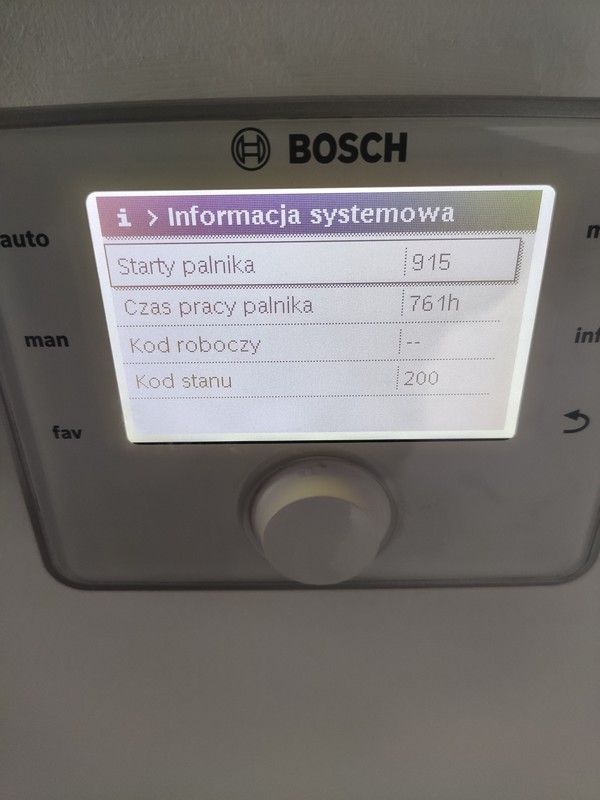 BOSCH
i > Informacja systemowa
auto
Starty palnika 915
Czas pracy palnika 761h
man
Kod roboczy --
Kod stanu 200
fav